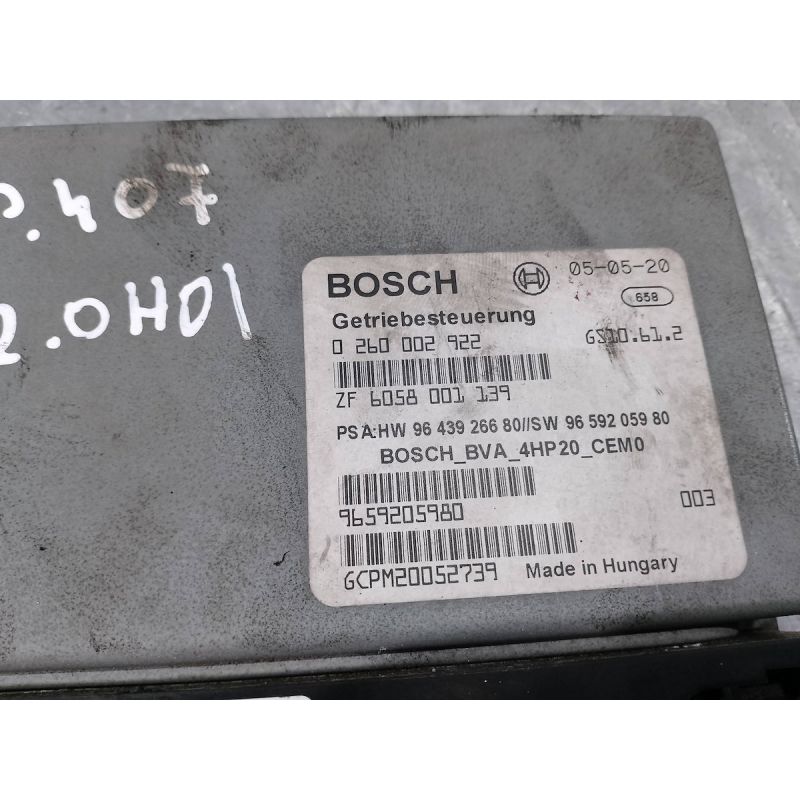 c.407
10H0.2
BOSCH 05-05-20
658
Getriebesteuerung
0 260 002 922 GS10.61.2
ZF 6058 001 139
PSA:HW 96 439 266 80//SW 96 592 059 80
BOSCH_BVA_4HP20_CEM0
003
9659205980
GCPM20052739 Made in Hungary